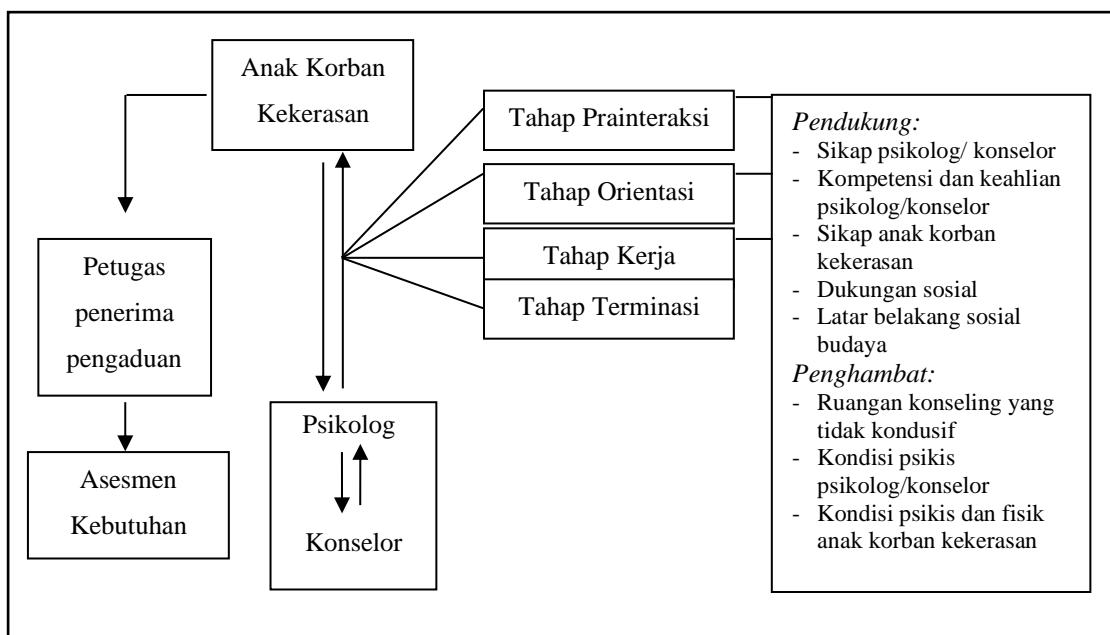 Anak Korban
Kekerasan
Petugas
penerima
pengaduan
Asesmen
Kebutuhan
Psikolog
Konselor
Tahap Prainteraksi
Tahap Orientasi
Tahap Kerja
Tahap Terminasi
Pendukung:
- Sikap psikolog/ konselor
- Kompetensi dan keahlian
psikolog/konselor
- Sikap anak korban
kekerasan
- Dukungan sosial
- Latar belakang sosial
budaya
Penghambat:
- Ruangan konseling yang
tidak kondusif
- Kondisi psikis
psikolog/konselor
- Kondisi psikis dan fisik
anak korban kekerasan